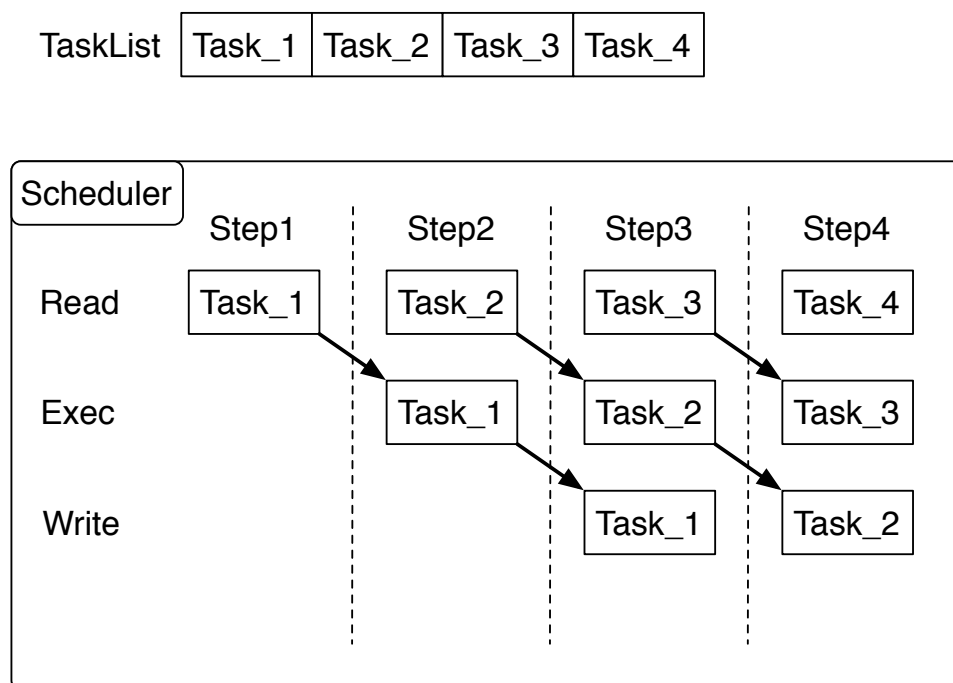 TaskList Task_1 Task_2 Task_3 Task_4
Scheduler
Step1 Step2 Step3 Step4
Read Task_1 Task_2 Task_3 Task_4
Exec Task_1 Task_2 Task_3
Write Task_1 Task_2